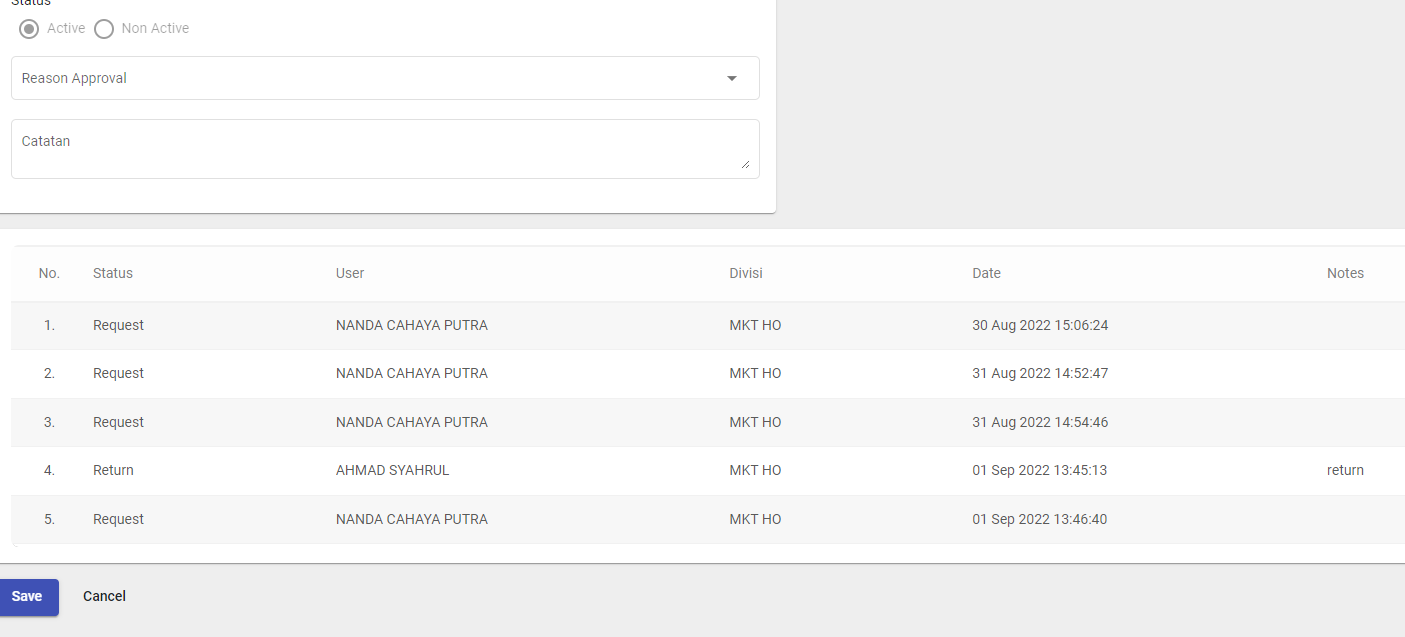 Status
Active Non Active
Reason Approval
Catatan
No. Status User Divisi Date Notes
1. Request NANDA CAHAYA PUTRA MKT HO 30 Aug 2022 15:06:24
2. Request NANDA CAHAYA PUTRA MKT HO 31 Aug 2022 14:52:47
3. Request NANDA CAHAYA PUTRA MKT HO 31 Aug 2022 14:54:46
4. Return AHMAD SYAHRUL MKT HO 01 Sep 2022 13:45:13 return
5. Request NANDA CAHAYA PUTRA MKT HO 01 Sep 2022 13:46:40
Save Cancel